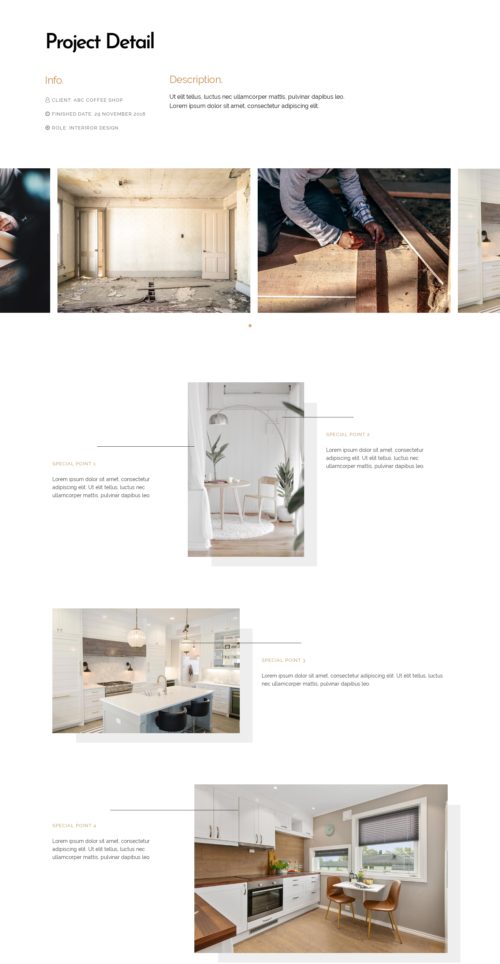 Project Detail
Info.
CLIENT: ABC COFFEE SHOP
FINISHED DATE: 29 NOVEMBER 2018
ROLE: INTERIROR DESIGN
Description.
Ut elit tellus, luctus nec ullamcorper mattis, pulvinar dapibus leo.
Lorem ipsum dolor sit amet, consectetur adipiscing elit.
SPECIAL POINT 1
Lorem ipsum dolor sit amet, consectetur
adipiscing elit. Ut elit tellus, luctus nec
ullamcorper mattis, pulvinar dapibus leo.
SPECIAL POINT 2
Lorem ipsum dolor sit amet, consectetur
adipiscing elit. Ut elit tellus, luctus nec
ullamcorper mattis, pulvinar dapibus leo.
SPECIAL POINT 3
Lorem ipsum dolor sit amet, consectetur adipiscing elit. Ut elit tellus, luctus
nec ullamcorper mattis, pulvinar dapibus leo.
SPECIAL POINT 4
Lorem ipsum dolor sit amet, consectetur
adipiscing elit. Ut elit tellus, luctus nec
ullamcorper mattis, pulvinar dapibus leo.